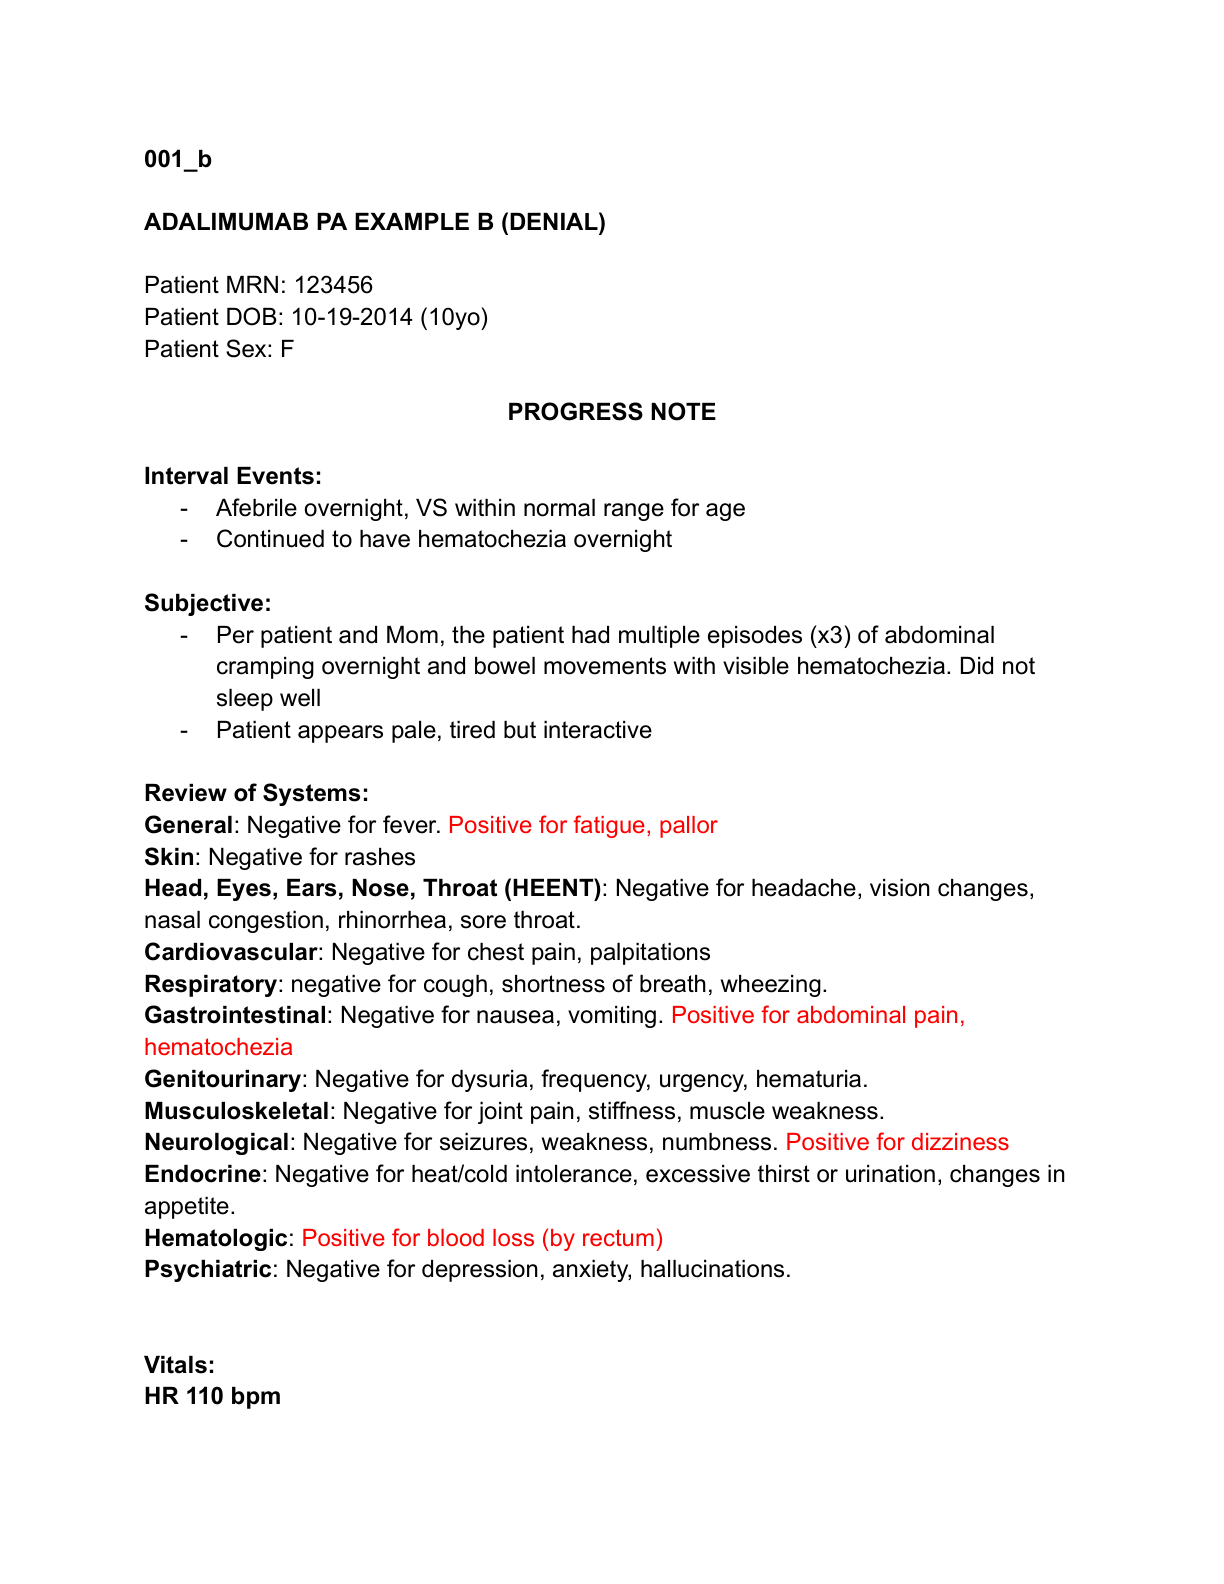 001_b
ADALIMUMAB PA EXAMPLE B (DENIAL)
Patient MRN: 123456
Patient DOB: 10-19-2014 (10yo)
Patient Sex: F
PROGRESS NOTE
Interval Events:
- Afebrile overnight, VS within normal range for age
- Continued to have hematochezia overnight
Subjective:
- Per patient and Mom, the patient had multiple episodes (x3) of abdominal
cramping overnight and bowel movements with visible hematochezia. Did not
sleep well
- Patient appears pale, tired but interactive
Review of Systems:
General: Negative for fever. Positive for fatigue, pallor
Skin: Negative for rashes
Head, Eyes, Ears, Nose, Throat (HEENT): Negative for headache, vision changes,
nasal congestion, rhinorrhea, sore throat.
Cardiovascular: Negative for chest pain, palpitations
Respiratory: negative for cough, shortness of breath, wheezing.
Gastrointestinal: Negative for nausea, vomiting. Positive for abdominal pain,
hematochezia
Genitourinary: Negative for dysuria, frequency, urgency, hematuria.
Musculoskeletal: Negative for joint pain, stiffness, muscle weakness.
Neurological: Negative for seizures, weakness, numbness. Positive for dizziness
Endocrine: Negative for heat/cold intolerance, excessive thirst or urination, changes in
appetite.
Hematologic: Positive for blood loss (by rectum)
Psychiatric: Negative for depression, anxiety, hallucinations.
Vitals:
HR 110 bpm